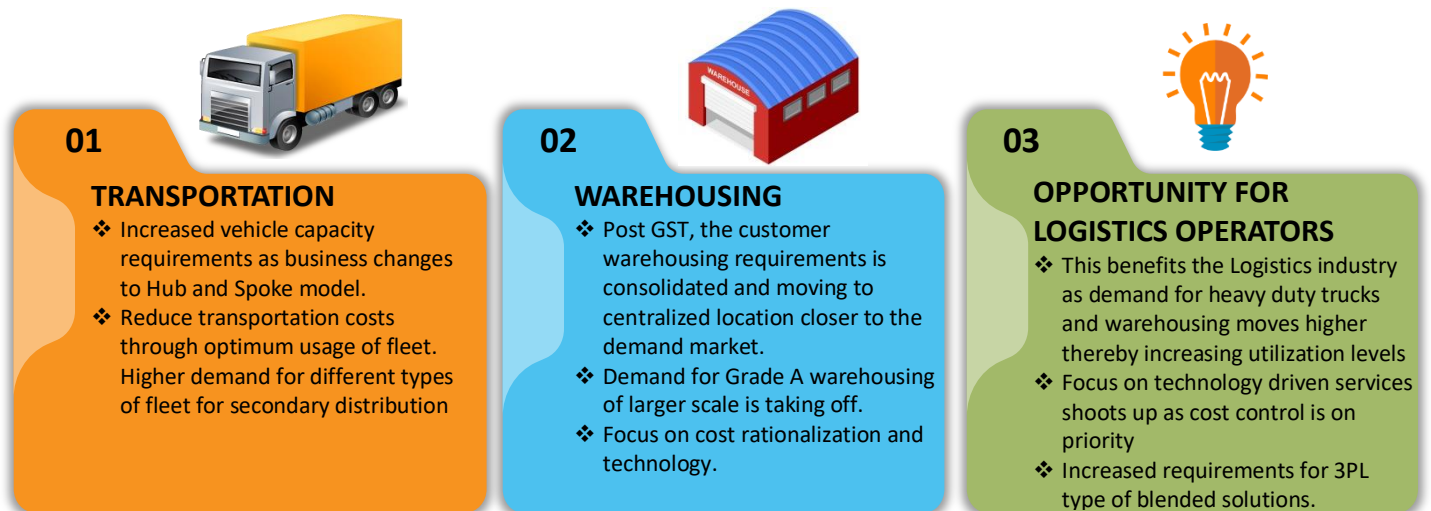 01
WAREHOUSE
TRANSPORTATION
❖ Increased vehicle capacity
requirements as business changes
to Hub and Spoke model.
❖ Reduce transportation costs
through optimum usage of fleet.
Higher demand for different types
of fleet for secondary distribution
02
WAREHOUSING
❖ Post GST, the customer
warehousing requirements is
consolidated and moving to
centralized location closer to the
demand market.
❖ Demand for Grade A warehousing
of larger scale is taking off.
❖ Focus on cost rationalization and
technology.
03
OPPORTUNITY FOR
LOGISTICS OPERATORS
❖ This benefits the Logistics industry
as demand for heavy duty trucks
and warehousing moves higher
thereby increasing utilization levels
❖ Focus on technology driven services
shoots up as cost control is on
priority
❖ Increased requirements for 3PL
type of blended solutions.